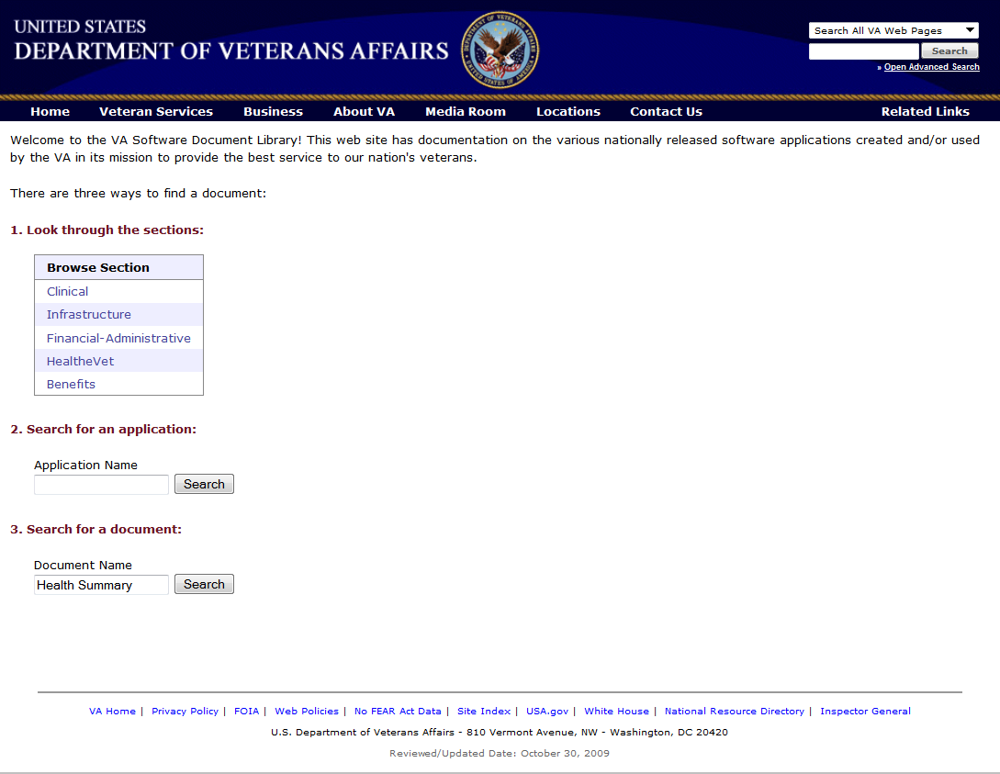 UNITED STATES
DEPARTMENT OF VETERANS AFFAIRS
Search All VA Web Pages
Search
» Open Advanced Search
Home Veteran Services Business About VA Media Room Locations Contact Us Related Links
Welcome to the VA Software Document Library! This web site has documentation on the various nationally released software applications created and/or used
by the VA in its mission to provide the best service to our nation's veterans.
There are three ways to find a document:
1. Look through the sections:
Browse Section
Clinical
Infrastructure
Financial-Administrative
HealtheVet
Benefits
2. Search for an application:
Application Name
Search
3. Search for a document:
Document Name
Health Summary Search
VA Home | Privacy Policy | FOIA | Web Policies | No FEAR Act Data | Site Index | USA.gov | White House | National Resource Directory | Inspector General
U.S. Department of Veterans Affairs - 810 Vermont Avenue, NW - Washington, DC 20420
Reviewed/Updated Date: October 30, 2009